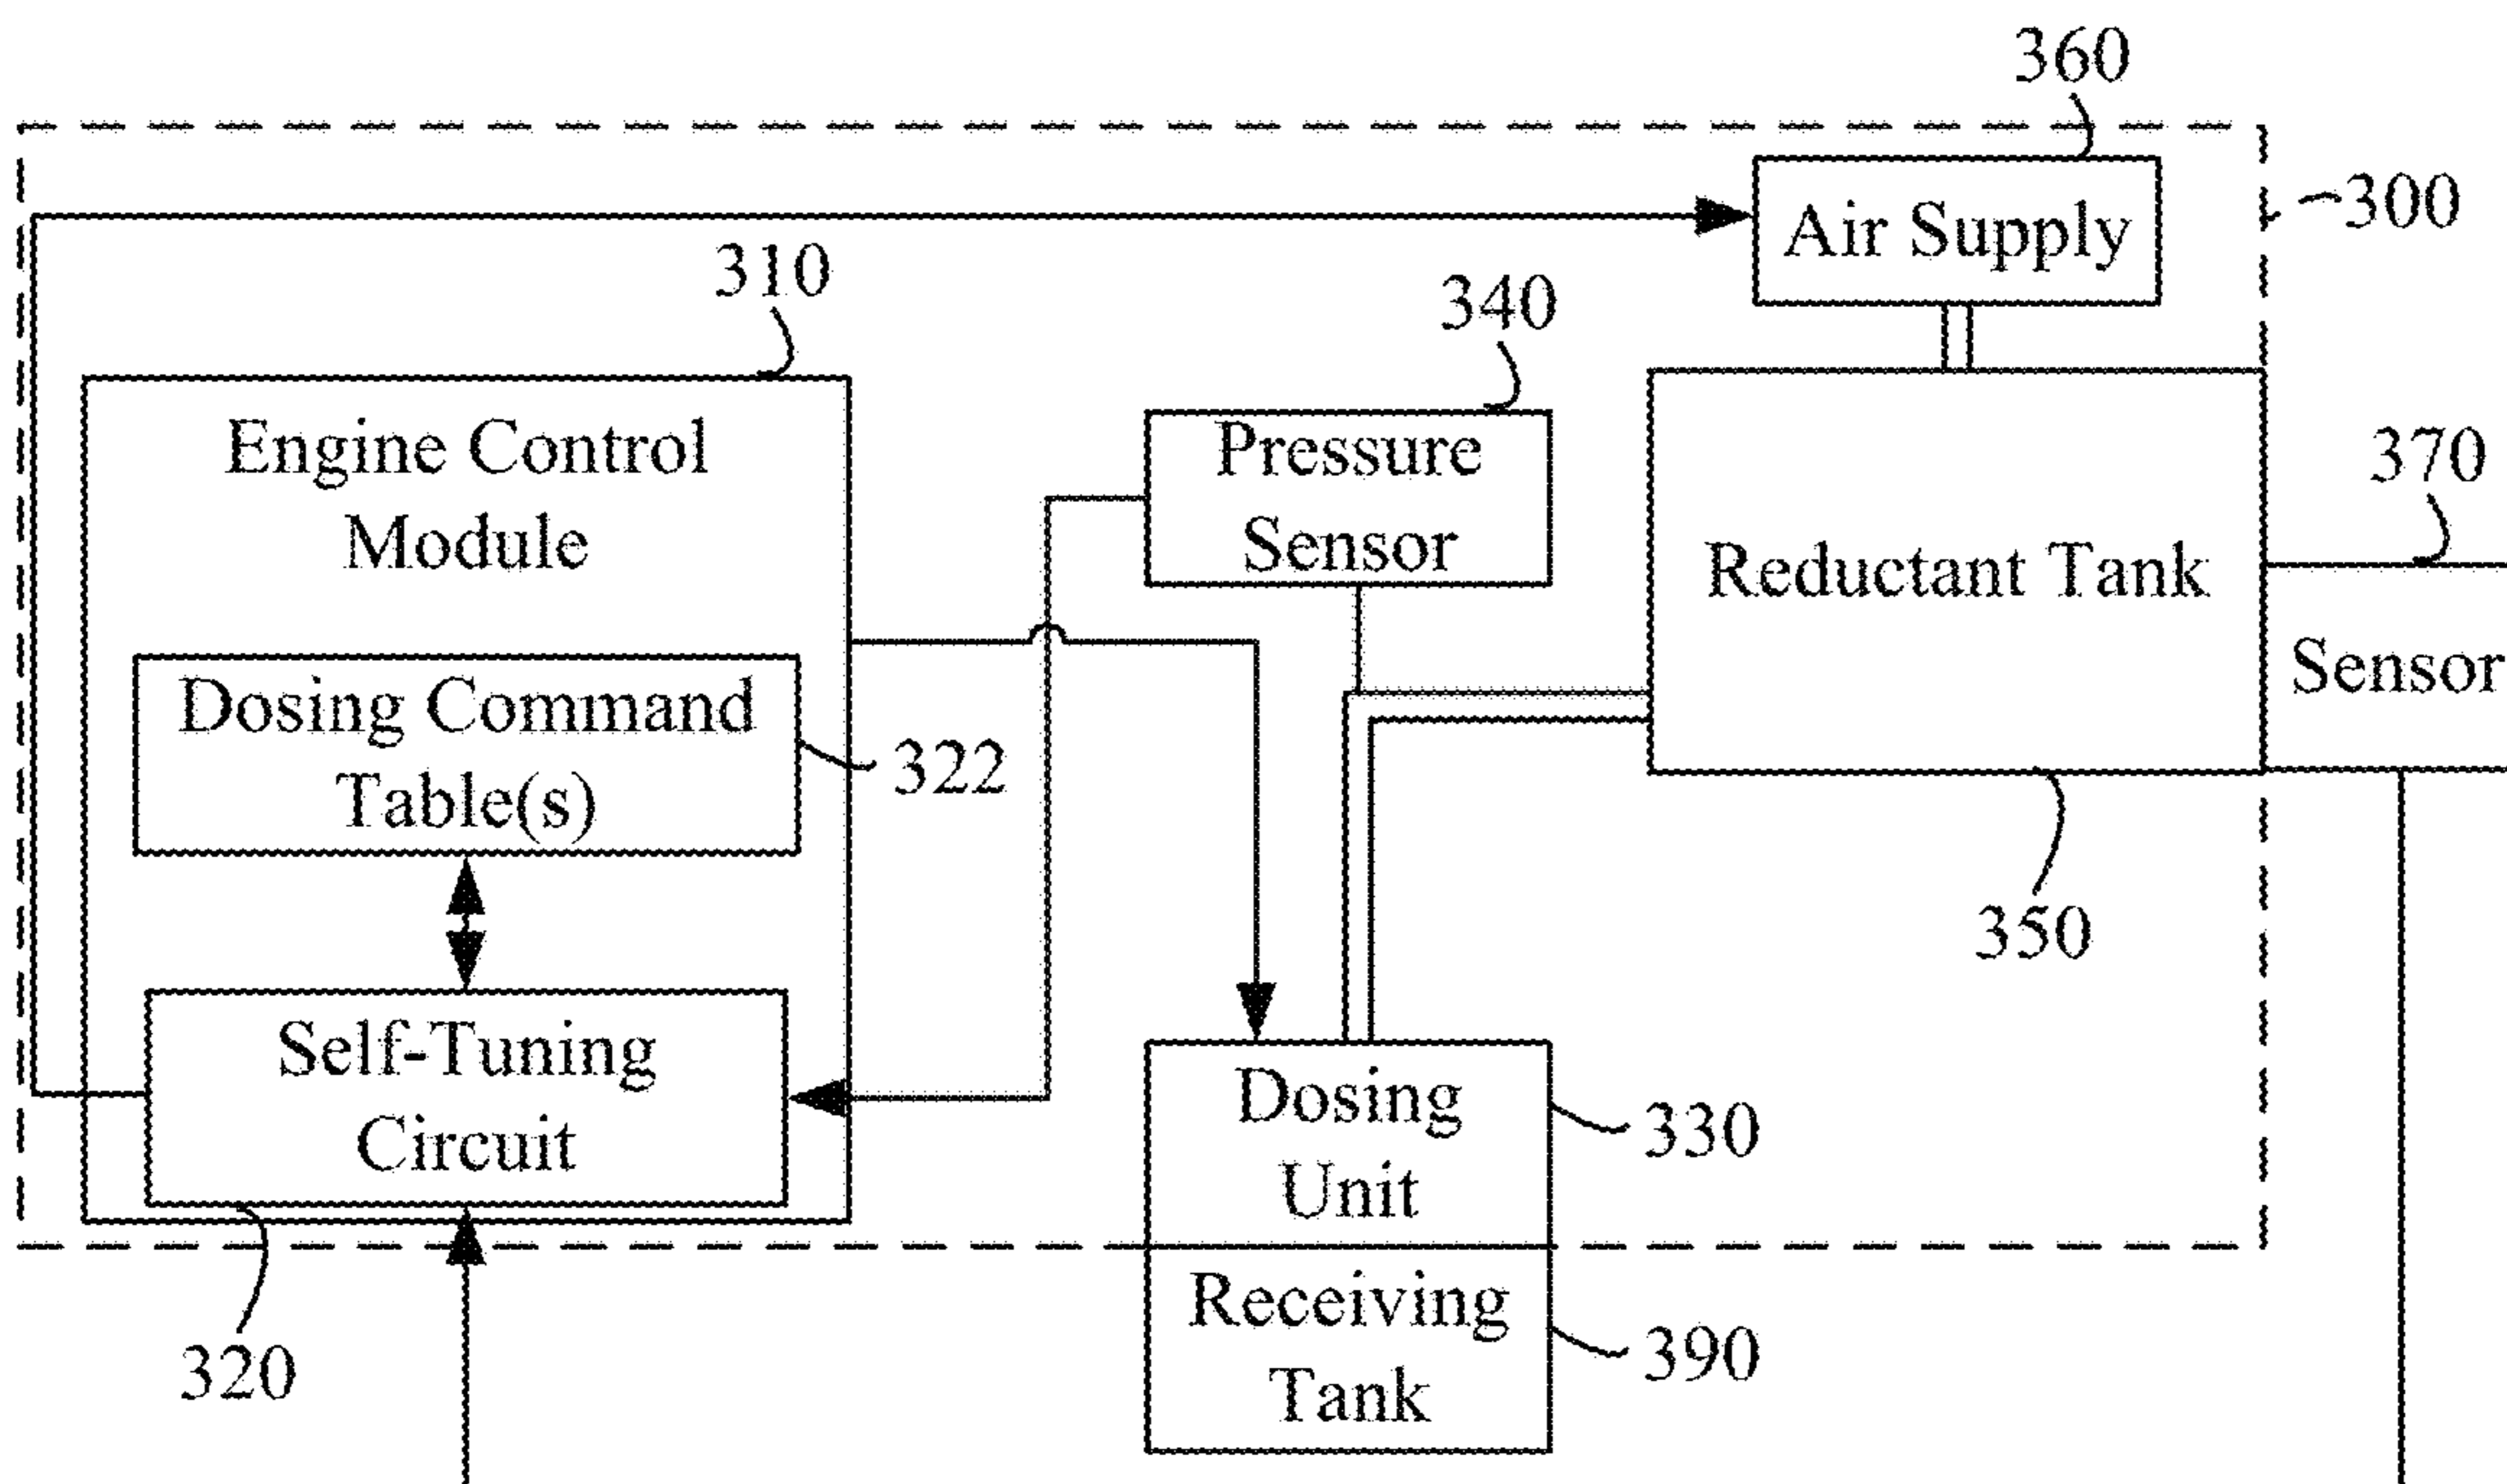 360
300
Air Supply
310
340
Engine Control
Module
Pressure
Sensor
370
Reductant Tank
Sensor
Dosing Command
Table(s)
322
350
Self-Tuning
Circuit
Dosing
Unit
330
320
Receiving
Tank
390